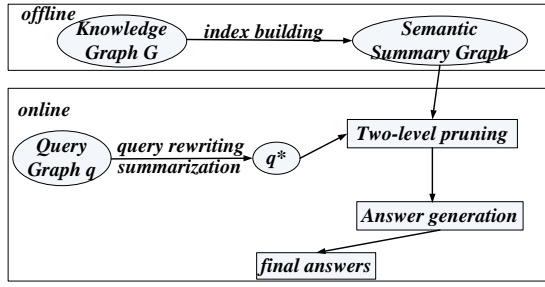 offline
Knowledge
Graph G
index building
Semantic
Summary Graph
online
Query
Graph q
query rewriting
summarization
q*
Two-level pruning
Answer generation
final answers